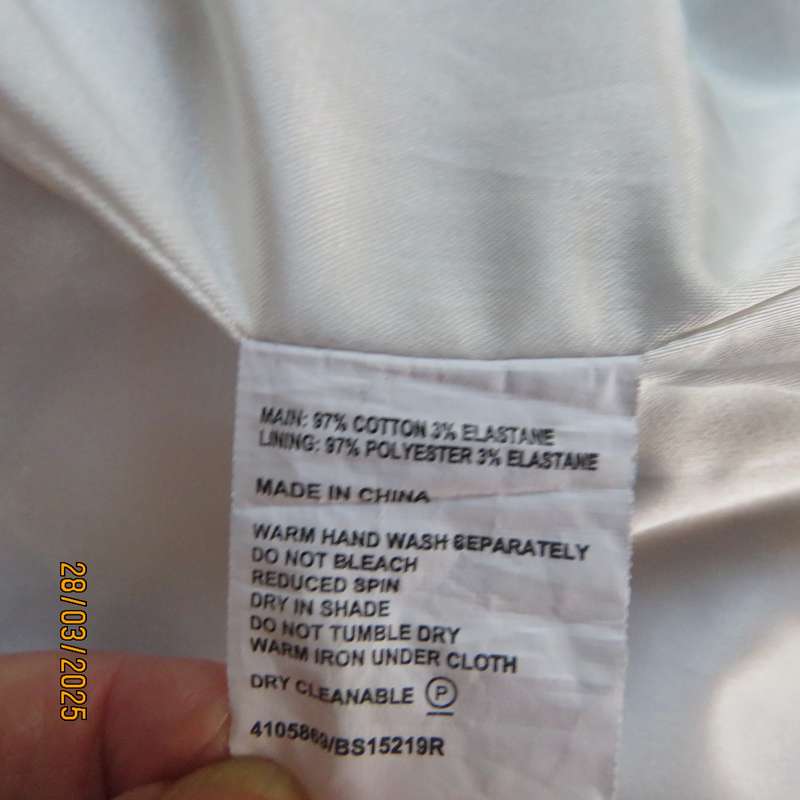 MAIN: 97% COTTON 3% ELASTANE
LINING: 97% POLYESTER 3% ELASTANE
MADE IN CHINA
WARM HAND WASH SEPARATELY
DO NOT BLEACH
REDUCED SPIN
DRY IN SHADE
DO NOT TUMBLE DRY
WARM IRON UNDER CLOTH
DRY CLEANABLE P
4105869/BS15219R
28/03/2025